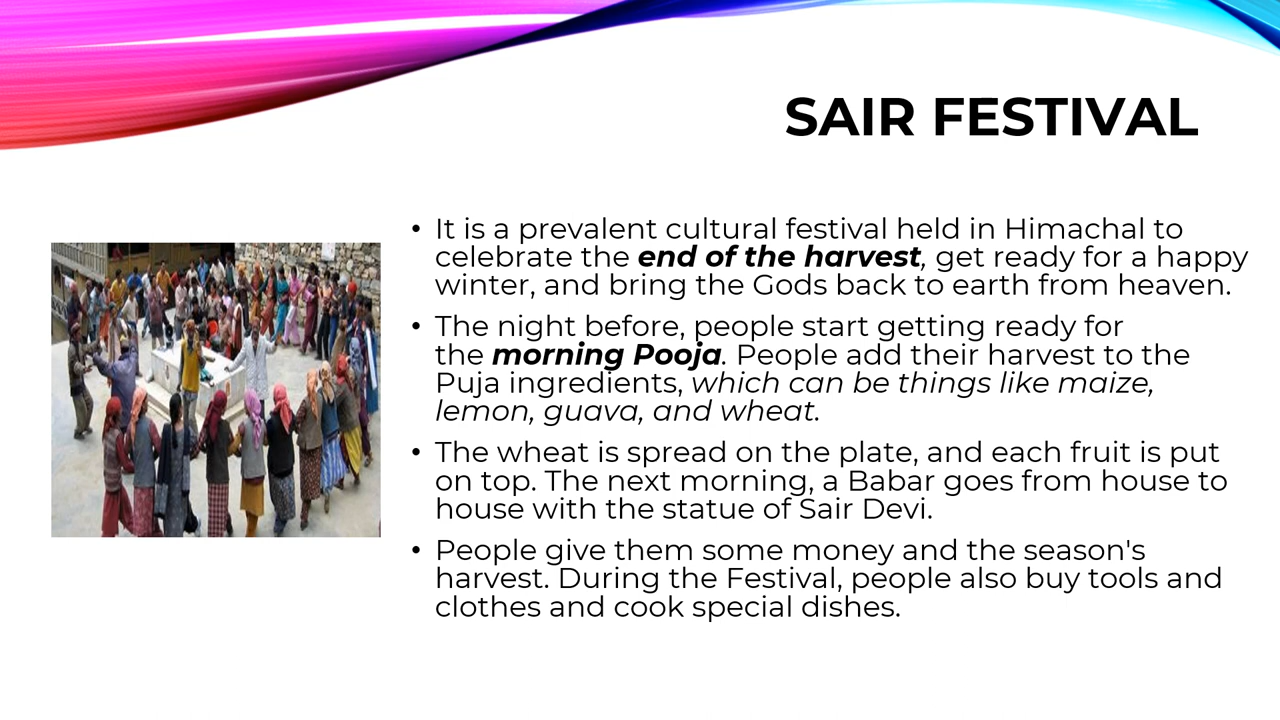 SAIR FESTIVAL
• It is a prevalent cultural festival held in Himachal to
celebrate the end of the harvest, get ready for a happy
winter, and bring the Gods back to earth from heaven.
• The night before, people start getting ready for
the morning Pooja. People add their harvest to the
Puja ingredients, which can be things like maize,
lemon, guava, and wheat.
• The wheat is spread on the plate, and each fruit is put
on top. The next morning, a Babar goes from house to
house with the statue of Sair Devi.
• People give them some money and the season's
harvest. During the Festival, people also buy tools and
clothes and cook special dishes.